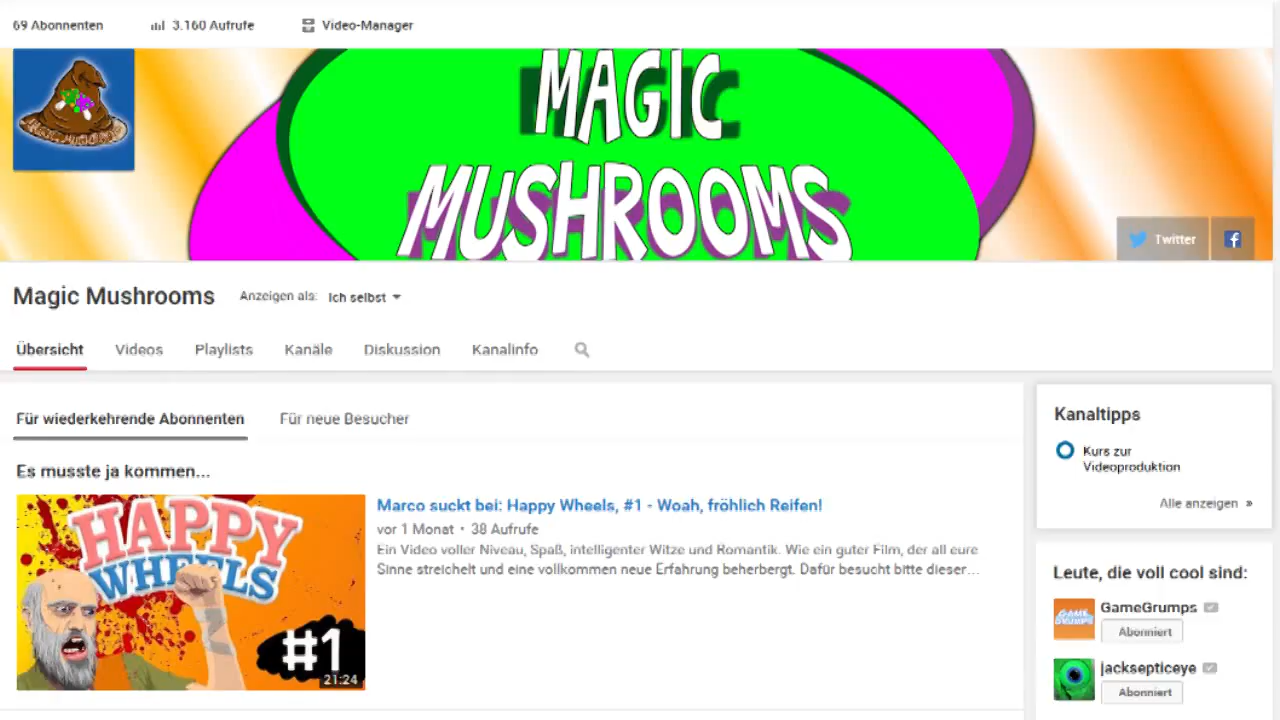 69 Abonnenten
3.160 Aufrufe
Video-Manager
MAGIC
MUSHROOMS
Twitter
Magic Mushrooms
Anzeigen als: Ich selbst
Übersicht
Videos
Playlists
Kanäle
Diskussion
Kanalinfo
Für wiederkehrende Abonnenten
Für neue Besucher
Es musste ja kommen...
HAPPY
WHEELS
#1
21:24
Marco suckt bei: Happy Wheels, #1 - Woah, fröhlich Reifen!
vor 1 Monat • 38 Aufrufe
Ein Video voller Niveau, Spaß, intelligenter Witze und Romantik. Wie ein guter Film, der all eure
Sinne streichelt und eine vollkommen neue Erfahrung beherbergt. Dafür besucht bitte dieser...
Kanaltipps
Kurs zur
Videoproduktion
Alle anzeigen »
Leute, die voll cool sind:
GAME
GRUMPS
GameGrumps
Abonniert
jacksepticeye
Abonniert